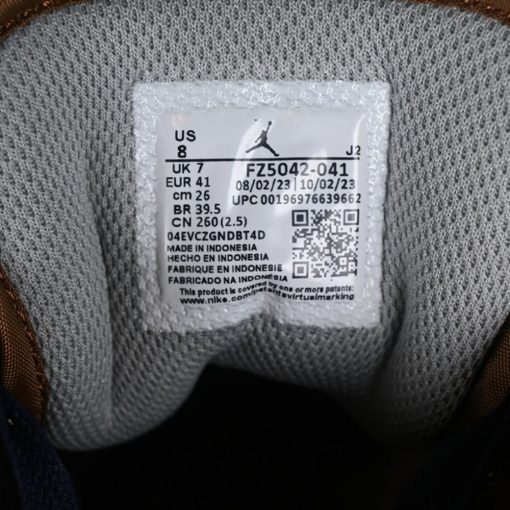 US
8
J2
UK 7
FZ5042-041
EUR 41
08/02/23 | 10/02/23
cm 26
UPC 00196976639662
BR 39.5
CN 260 (2.5)
04EVCZGNDBT4D
MADE IN INDONESIA
HECHO EN INDONESIA
FABRIQUE EN INDONESIE
FABRICADO NA INDONÉSIA
This product is covered by one or more patents.
www.nike.com/patentsvirtualmarking